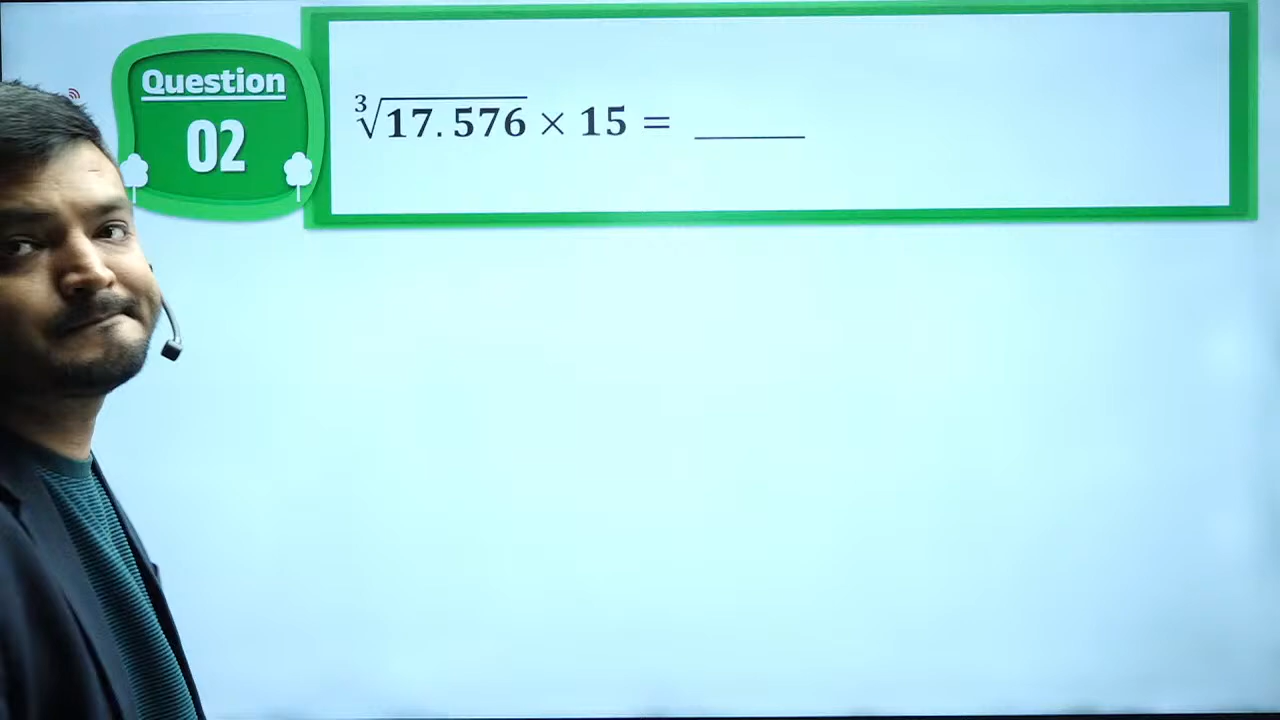 Question
02
∛17.576 × 15 = ______